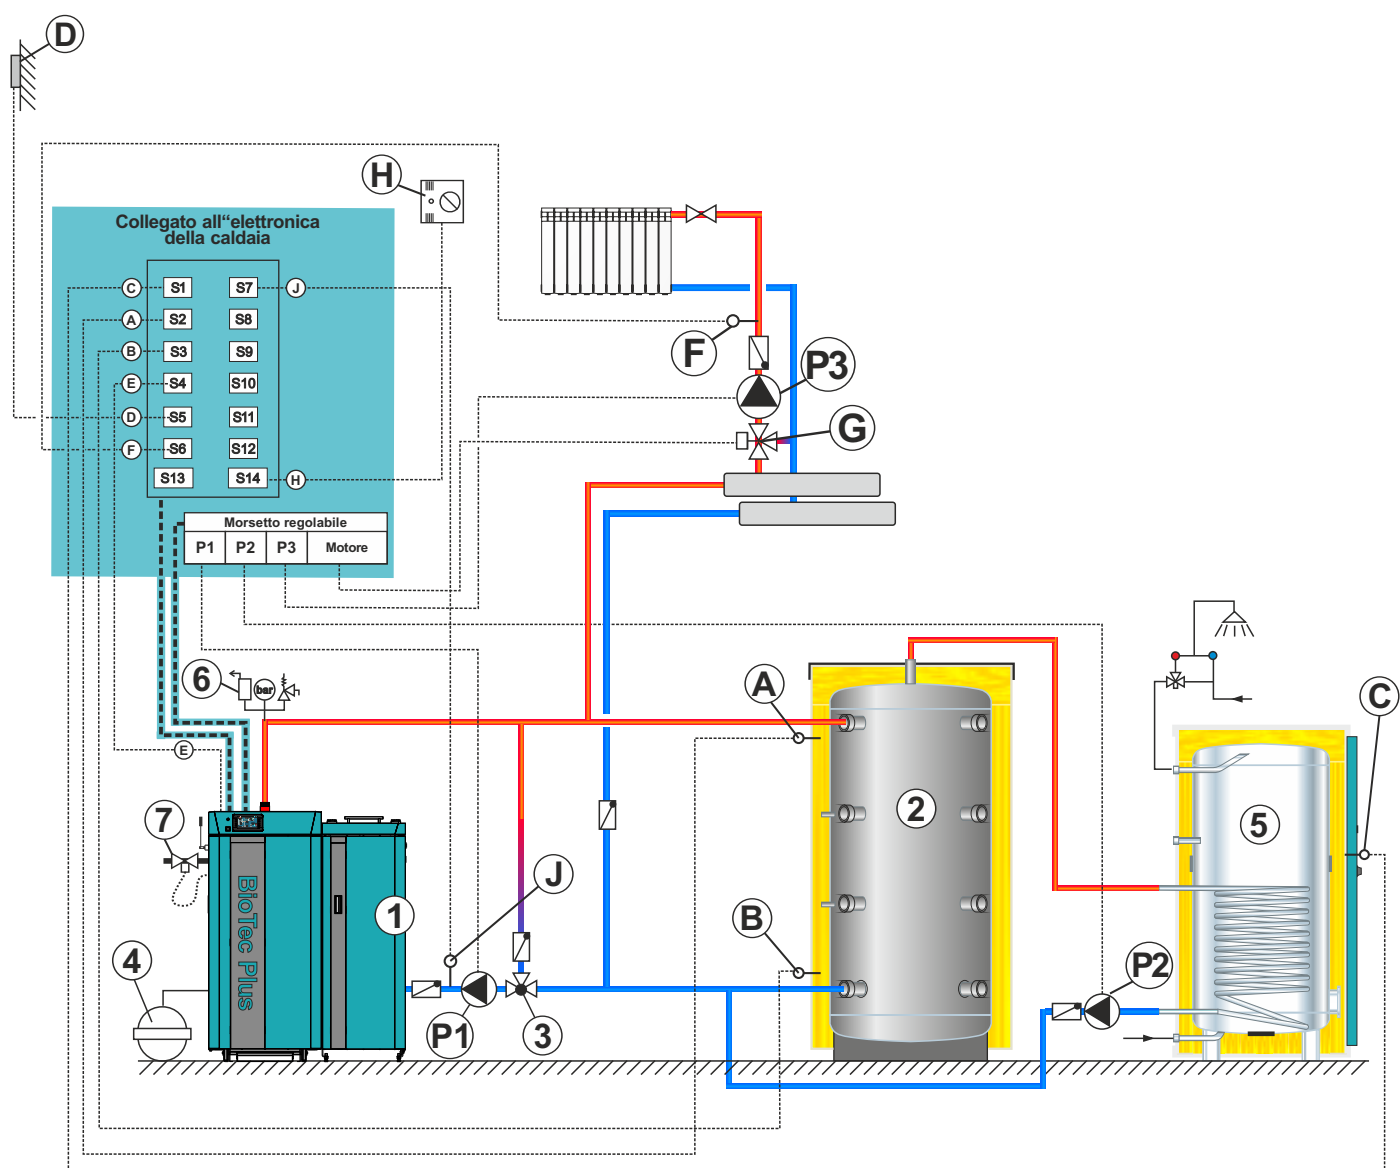 D
H
Collegato all“elettronica
della caldaia
C S1 S7 J
A S2 S8
B S3 S9
E S4 S10
D S5 S11
F S6 S12
S13 S14 H
Morsetto regolabile
P1 P2 P3 Motore
F
P3
G
6
bar
A
C
E
2
5
7
BioTec Plus
1
J
B
4
P1
3
P2